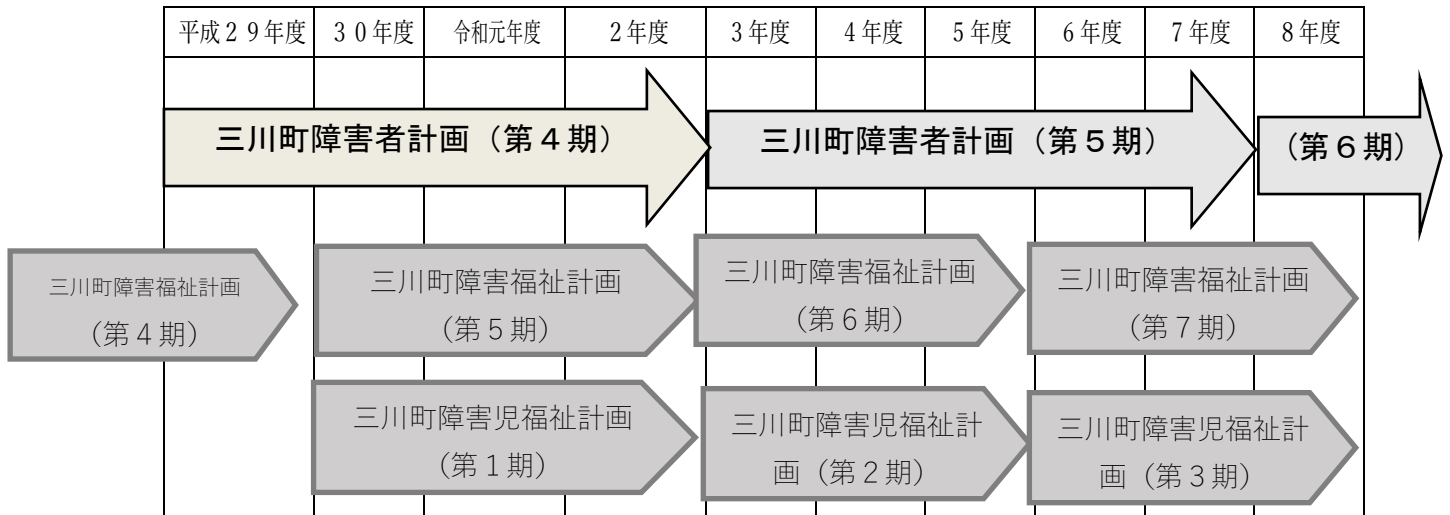 平成２９年度 ３０年度 令和元年度 ２年度 ３年度 ４年度 ５年度 ６年度 ７年度 ８年度
三川町障害者計画（第４期）
三川町障害者計画（第５期）
（第６期）
三川町障害福祉計画
（第４期）
三川町障害福祉計画
（第５期）
三川町障害福祉計画
（第６期）
三川町障害福祉計画
（第７期）
三川町障害児福祉計画
（第１期）
三川町障害児福祉計
画（第２期）
三川町障害児福祉計
画（第３期）